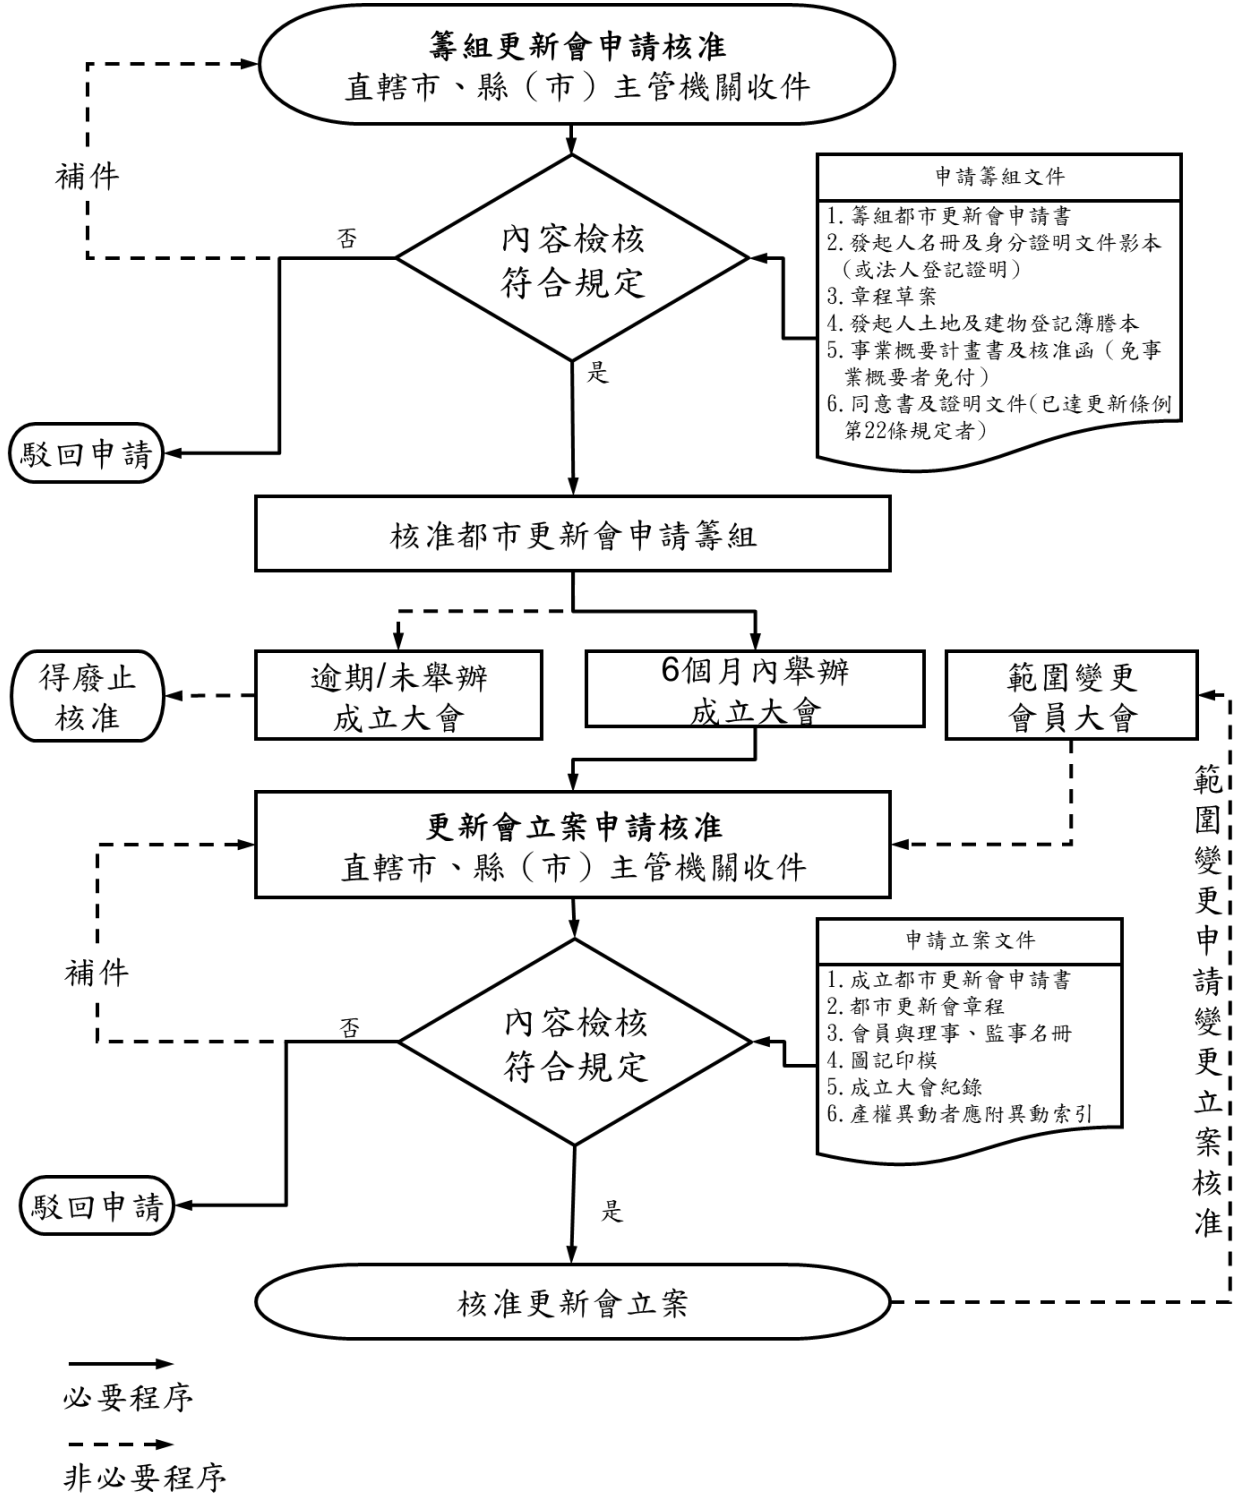 籌組更新會申請核准
直轄市、縣（市）主管機關收件
補件
申請籌組文件
1.籌組都市更新會申請書
2.發起人名冊及身分證明文件影本
（或法人登記證明）
3.章程草案
4.發起人土地及建物登記簿謄本
5.事業概要計畫書及核准函（免事
業概要者免付）
6.同意書及證明文件(已達更新條例
第22條規定者）
否
內容檢核
符合規定
是
駁回申請
核准都市更新會申請籌組
得廢止
核准
逾期/未舉辦
成立大會
6個月內舉辦
成立大會
範圍變更
會員大會
範圍變更申請變更立案核准
更新會立案申請核准
直轄市、縣（市）主管機關收件
補件
申請立案文件
1.成立都市更新會申請書
2.都市更新會章程
3.會員與理事、監事名冊
4.圖記印模
5.成立大會紀錄
6.產權異動者應附異動索引
否
內容檢核
符合規定
駁回申請
是
核准更新會立案
必要程序
非必要程序